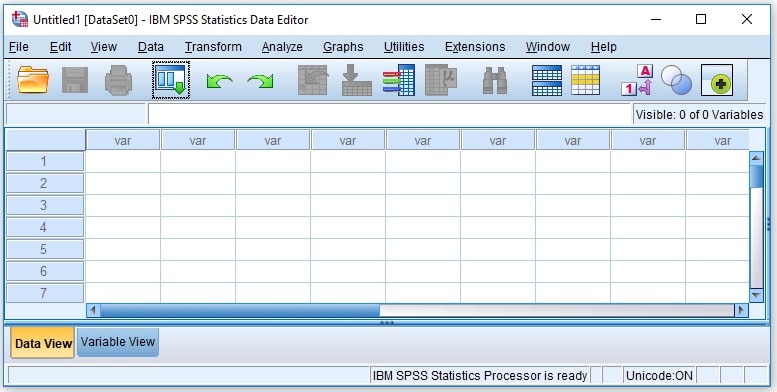 Untitled1 [DataSet0] - IBM SPSS Statistics Data Editor
File Edit View Data Transform Analyze Graphs Utilities Extensions Window Help
A
1
Visible: 0 of 0 Variables
var var var var var var var var var
1
2
3
4
5
6
7
Data View Variable View
IBM SPSS Statistics Processor is ready Unicode:ON